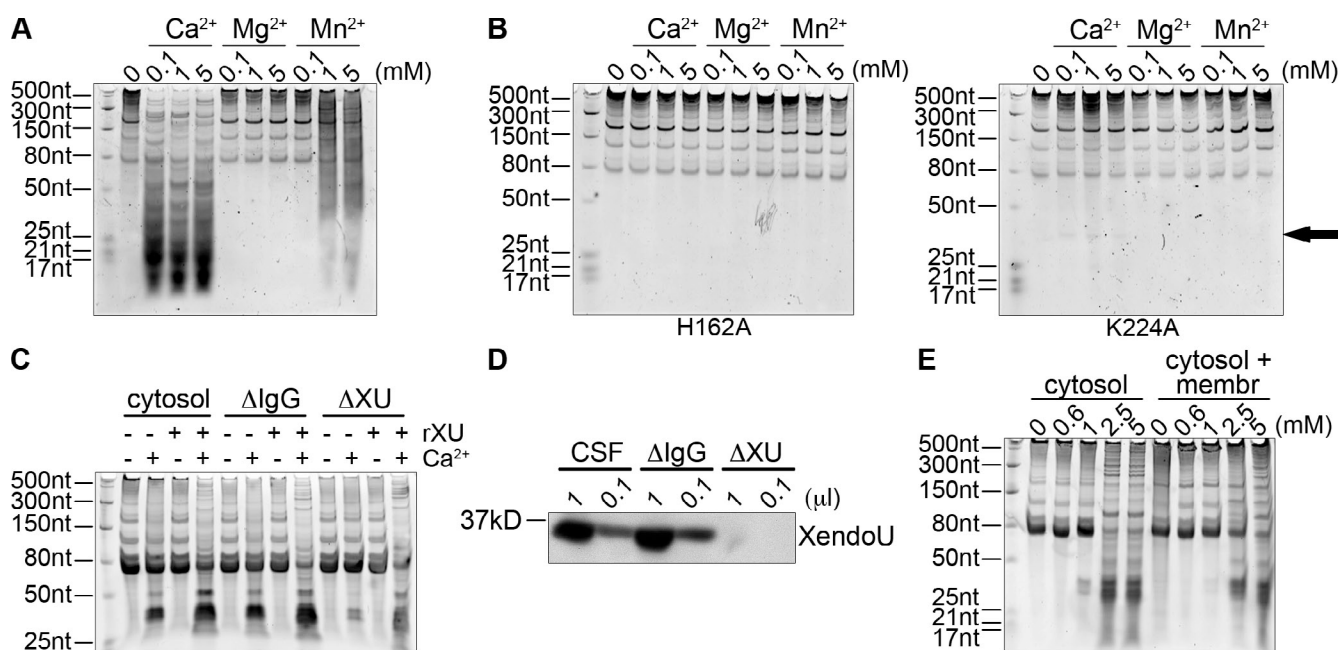 A
Ca²⁺ Mg²⁺ Mn²⁺
0 0.1 1 5 0.1 1 5 0.1 1 5 (mM)
500nt
300nt
150nt
80nt
50nt
25nt
21nt
17nt
B
Ca²⁺ Mg²⁺ Mn²⁺
0 0.1 1 5 0.1 1 5 0.1 1 5 (mM)
500nt
300nt
150nt
80nt
50nt
25nt
21nt
17nt
H162A
Ca²⁺ Mg²⁺ Mn²⁺
0 0.1 1 5 0.1 1 5 0.1 1 5 (mM)
500nt
300nt
150nt
80nt
50nt
25nt
21nt
17nt
K224A
C
cytosol ΔIgG ΔXU
- - + + - - + + - - + + rXU
- + - + - + - + - + - + Ca²⁺
500nt
300nt
150nt
80nt
50nt
25nt
D
CSF ΔIgG ΔXU
1 0.1 1 0.1 1 0.1 (μl)
37kD
XendoU
E
cytosol
cytosol +
membr
0 0.6 1 2.5 5 0 0.6 1 2.5 5 (mM)
500nt
300nt
150nt
80nt
50nt
25nt
21nt
17nt